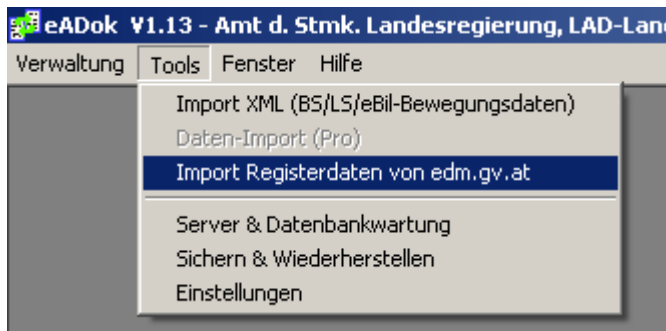 eADok V1.13 - Amt d. Stmk. Landesregierung, LAD-Land
Verwaltung Tools Fenster Hilfe
Import XML (BS/LS/eBil-Bewegungsdaten)
Daten-Import (Pro)
Import Registerdaten von edm.gv.at
Server & Datenbankwartung
Sichern & Wiederherstellen
Einstellungen